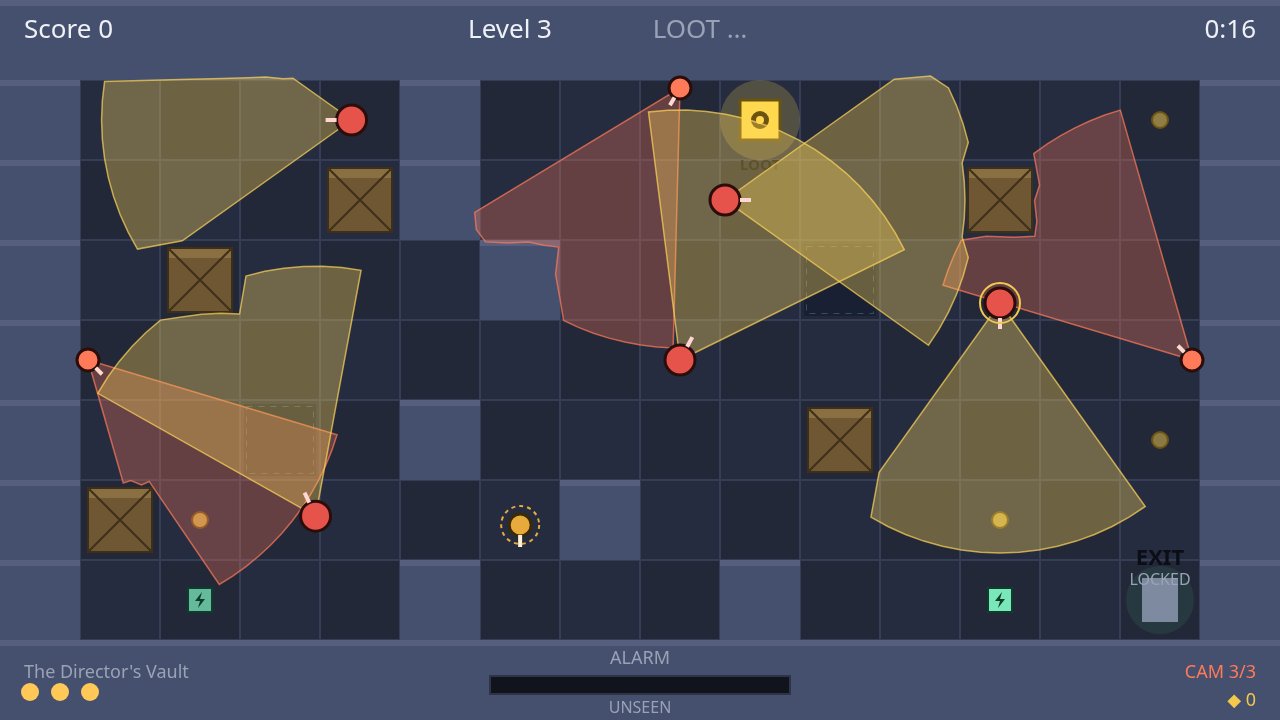 Score 0
Level 3
LOOT ...
0:16
LOOT
EXIT
LOCKED
The Director's Vault
ALARM
UNSEEN
CAM 3/3
◆ 0